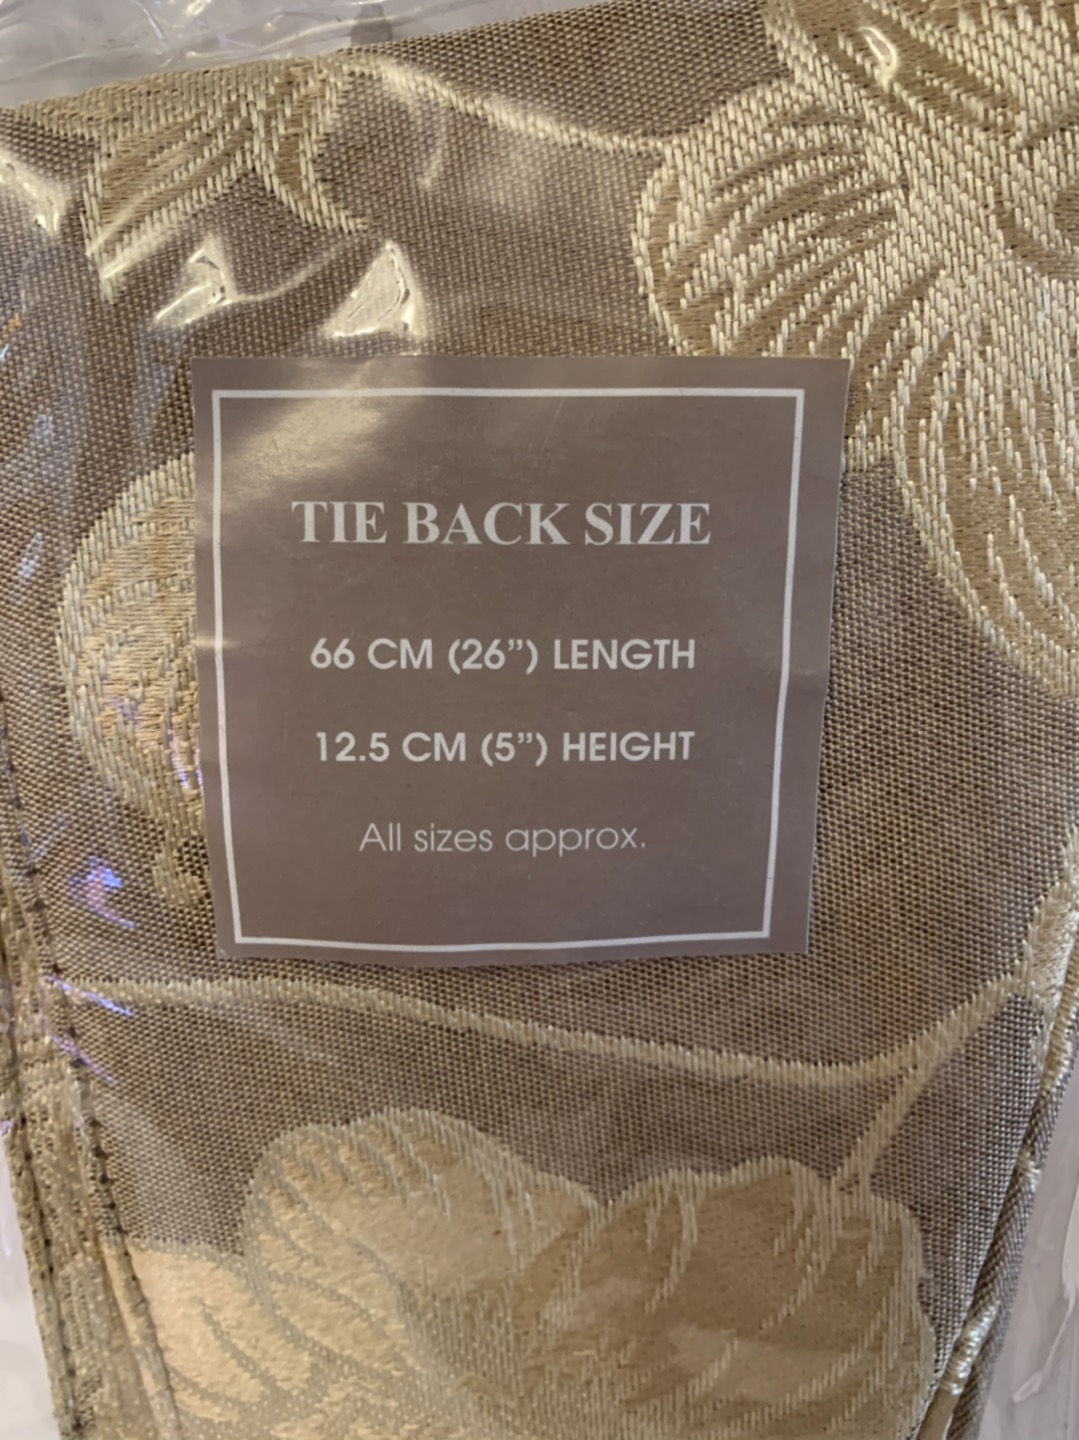 TIE BACK SIZE
66 CM (26”) LENGTH
12.5 CM (5”) HEIGHT
All sizes approx.